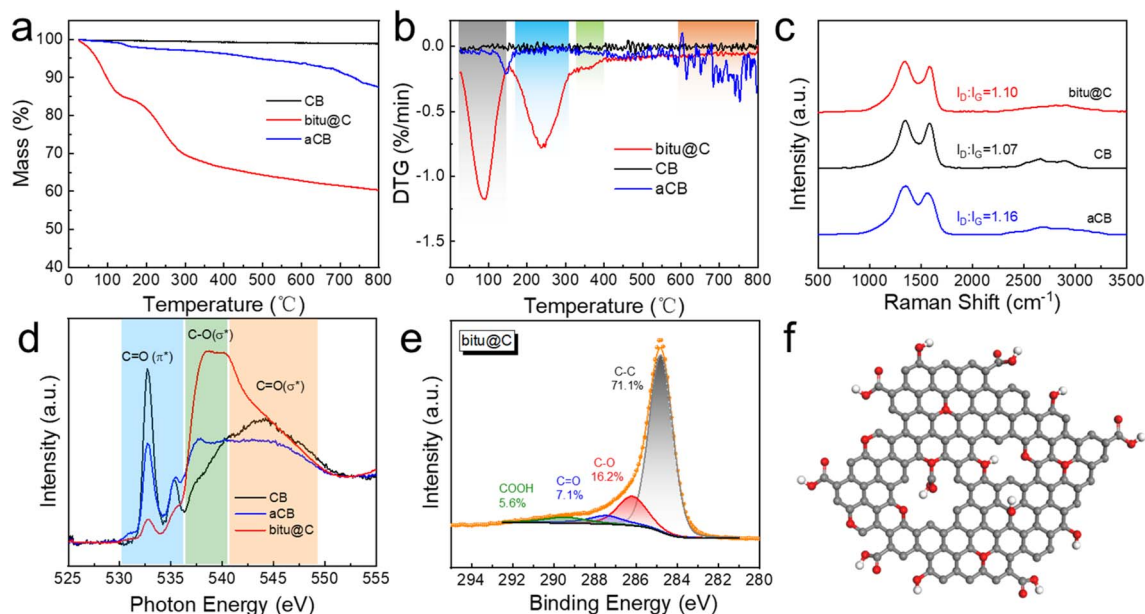 a
100
90
80
70
60
50
40
Mass (%)
CB
bitu@C
aCB
0 100 200 300 400 500 600 700 800
Temperature(℃)
b
0.0
-0.5
-1.0
-1.5
DTG (%/min)
bitu@C
CB
aCB
0 100 200 300 400 500 600 700 800
Temperature(℃)
c
Intensity (a.u.)
I_D:I_G=1.10
bitu@C
I_D:I_G=1.07
CB
I_D:I_G=1.16
aCB
500 1000 1500 2000 2500 3000 3500
Raman Shift (cm⁻¹)
d
Intensity (a.u.)
C=O (π*)
C-O(σ*)
C=O(σ*)
CB
aCB
bitu@C
525 530 535 540 545 550 555
Photon Energy (eV)
e
Intensity (a.u.)
bitu@C
C-C
71.1%
C-O
16.2%
C=O
7.1%
COOH
5.6%
294 292 290 288 286 284 282 280
Binding Energy (eV)
f